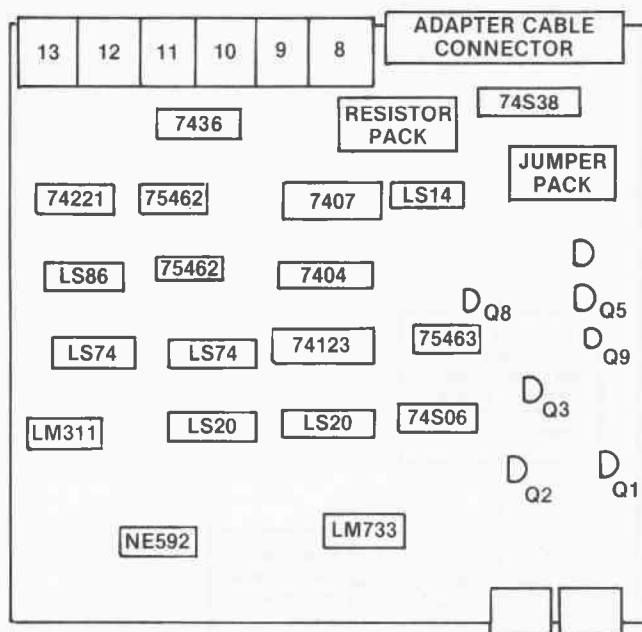 13 12 11 10 9 8
ADAPTER CABLE
CONNECTOR
7436
RESISTOR
PACK
74S38
JUMPER
PACK
74221 75462 7407 LS14
LS86 75462 7404
Q8 Q5
LS74 LS74 74123 75463 Q9
Q3
LM311 LS20 LS20 74S06
Q2 Q1
NE592 LM733